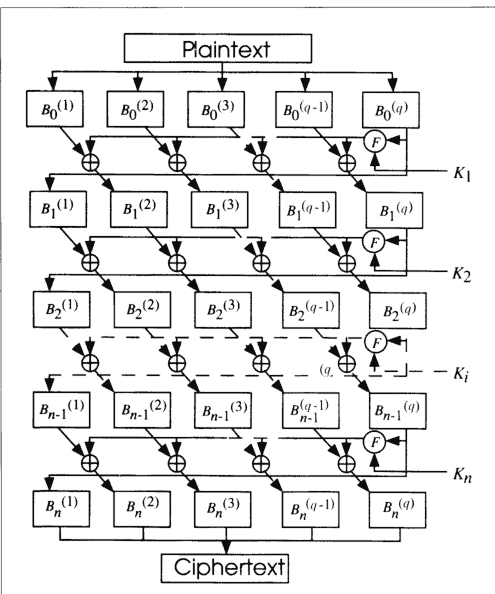 Plaintext
B₀⁽¹⁾ B₀⁽²⁾ B₀⁽³⁾ B₀⁽q-1⁾ B₀⁽q⁾
F
K₁
B₁⁽¹⁾ B₁⁽²⁾ B₁⁽³⁾ B₁⁽q-1⁾ B₁⁽q⁾
F
K₂
B₂⁽¹⁾ B₂⁽²⁾ B₂⁽³⁾ B₂⁽q-1⁾ B₂⁽q⁾
F
(q
Kᵢ
Bₙ₋₁⁽¹⁾ Bₙ₋₁⁽²⁾ Bₙ₋₁⁽³⁾ Bₙ₋₁⁽q-1⁾ Bₙ₋₁⁽q⁾
F
Kₙ
Bₙ⁽¹⁾ Bₙ⁽²⁾ Bₙ⁽³⁾ Bₙ⁽q-1⁾ Bₙ⁽q⁾
Ciphertext